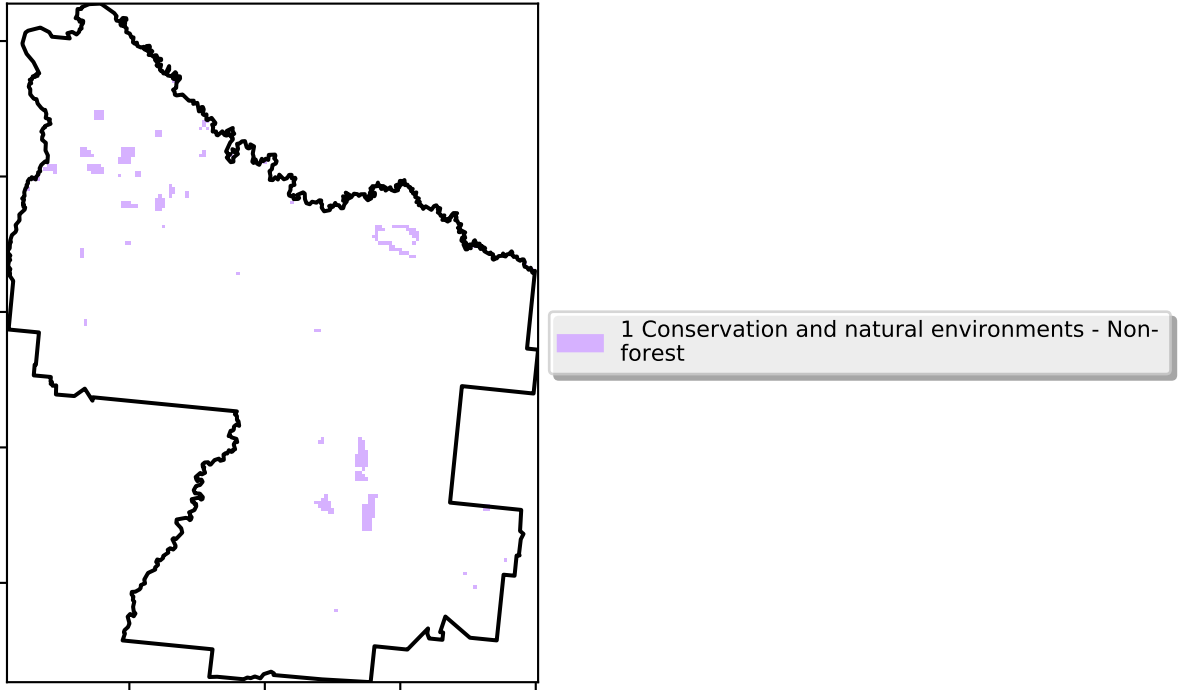 1 Conservation and natural environments - Non-
forest